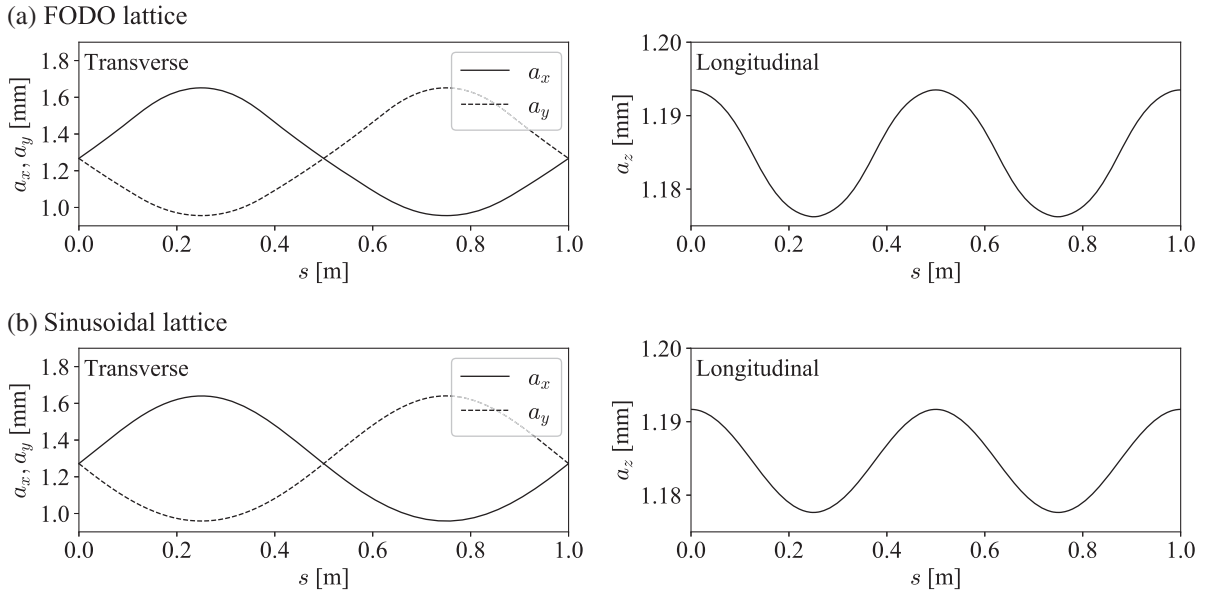 (a) FODO lattice
Transverse
a_x
a_y
a_x, a_y [mm]
1.8
1.6
1.4
1.2
1.0
0.0 0.2 0.4 0.6 0.8 1.0
s [m]
Longitudinal
a_z [mm]
1.20
1.19
1.18
0.0 0.2 0.4 0.6 0.8 1.0
s [m]
(b) Sinusoidal lattice
Transverse
a_x
a_y
a_x, a_y [mm]
1.8
1.6
1.4
1.2
1.0
0.0 0.2 0.4 0.6 0.8 1.0
s [m]
Longitudinal
a_z [mm]
1.20
1.19
1.18
0.0 0.2 0.4 0.6 0.8 1.0
s [m]